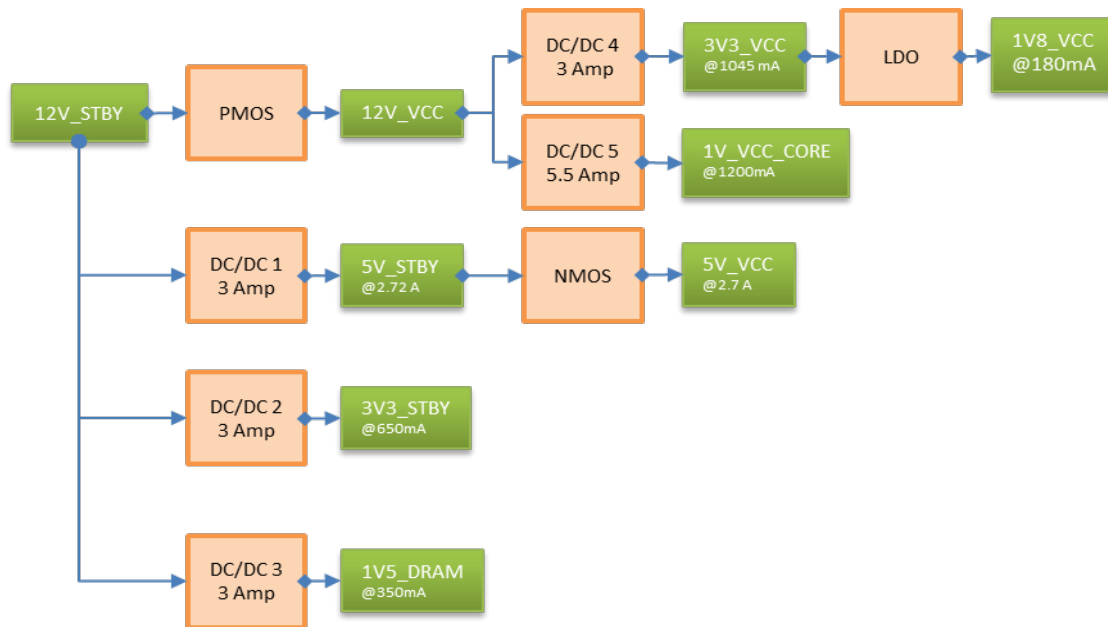 12V_STBY
PMOS
12V_VCC
DC/DC 4
3 Amp
3V3_VCC
@1045 mA
LDO
1V8_VCC
@180mA
DC/DC 5
5.5 Amp
1V_VCC_CORE
@1200mA
DC/DC 1
3 Amp
5V_STBY
@2.72 A
NMOS
5V_VCC
@2.7 A
DC/DC 2
3 Amp
3V3_STBY
@650mA
DC/DC 3
3 Amp
1V5_DRAM
@350mA